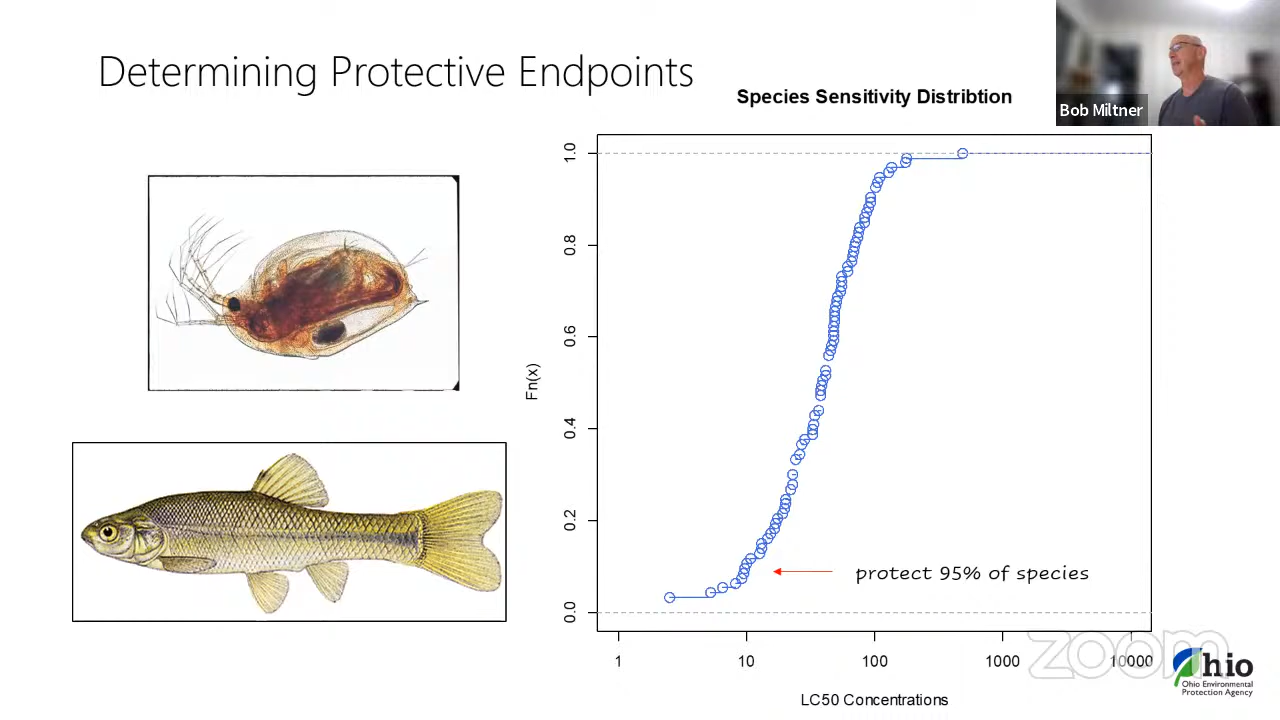 Determining Protective Endpoints
Bob Miltner
Species Sensitivity Distribtion
Fn(x)
1.0
0.8
0.6
0.4
0.2
0.0
protect 95% of species
1 10 100 1000 10000
LC50 Concentrations
zoom
Ohio
Ohio Environmental
Protection Agency